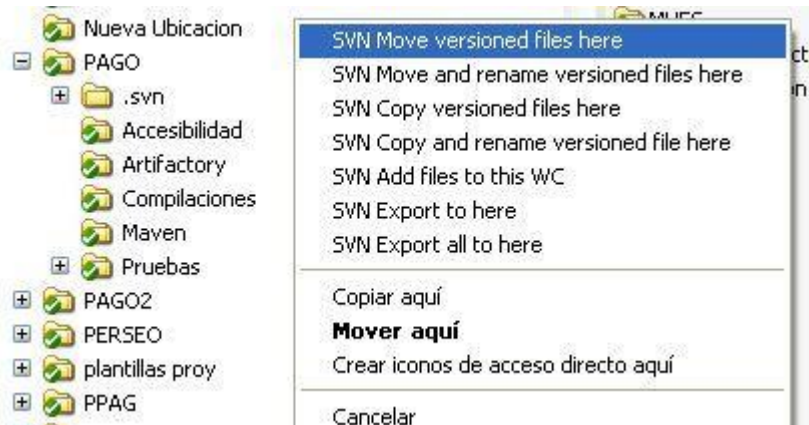 Nueva Ubicacion
PAGO
.svn
Accesibilidad
Artifactory
Compilaciones
Maven
Pruebas
PAGO2
PERSEO
plantillas proy
PPAG
SVN Move versioned files here
SVN Move and rename versioned files here
SVN Copy versioned files here
SVN Copy and rename versioned file here
SVN Add files to this WC
SVN Export to here
SVN Export all to here
Copiar aquí
Mover aquí
Crear iconos de acceso directo aquí
Cancelar